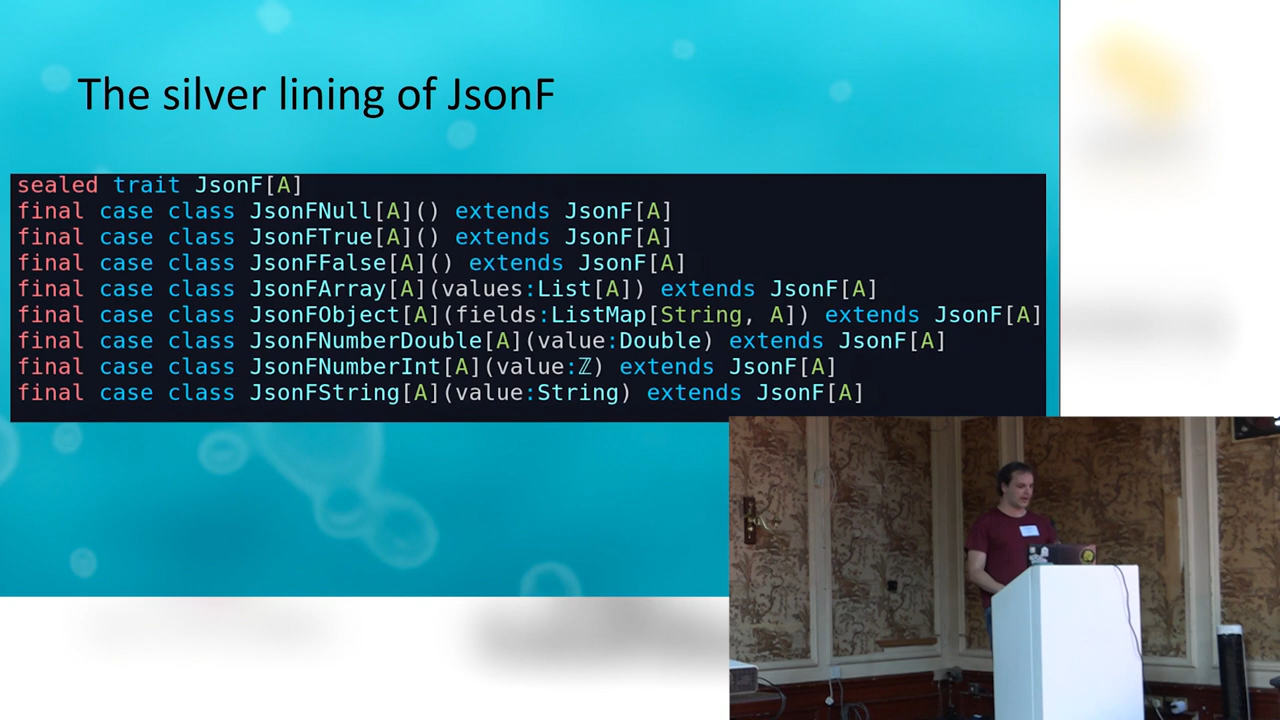 The silver lining of JsonF
sealed trait JsonF[A]
final case class JsonFNull[A]() extends JsonF[A]
final case class JsonFTrue[A]() extends JsonF[A]
final case class JsonFFalse[A]() extends JsonF[A]
final case class JsonFArray[A](values:List[A]) extends JsonF[A]
final case class JsonFObject[A](fields:ListMap[String, A]) extends JsonF[A]
final case class JsonFNumberDouble[A](value:Double) extends JsonF[A]
final case class JsonFNumberInt[A](value:ℤ) extends JsonF[A]
final case class JsonFString[A](value:String) extends JsonF[A]